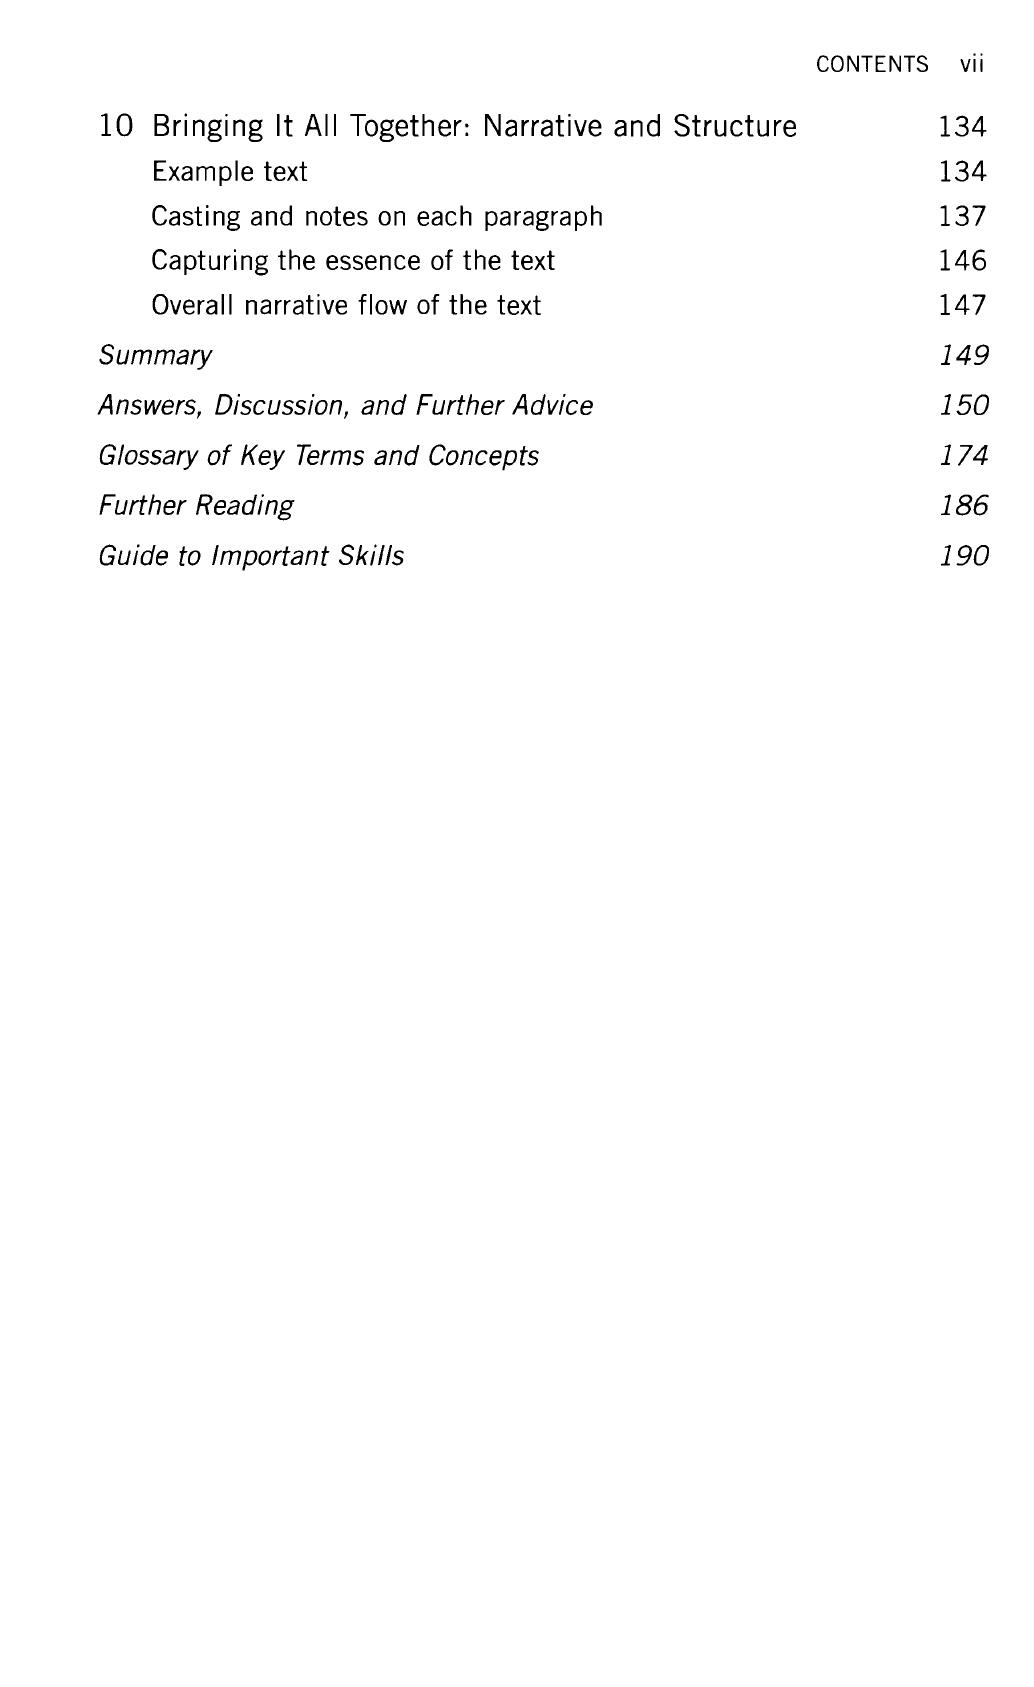 CONTENTS vii
10 Bringing It All Together: Narrative and Structure 134
Example text 134
Casting and notes on each paragraph 137
Capturing the essence of the text 146
Overall narrative flow of the text 147
Summary 149
Answers, Discussion, and Further Advice 150
Glossary of Key Terms and Concepts 174
Further Reading 186
Guide to Important Skills 190